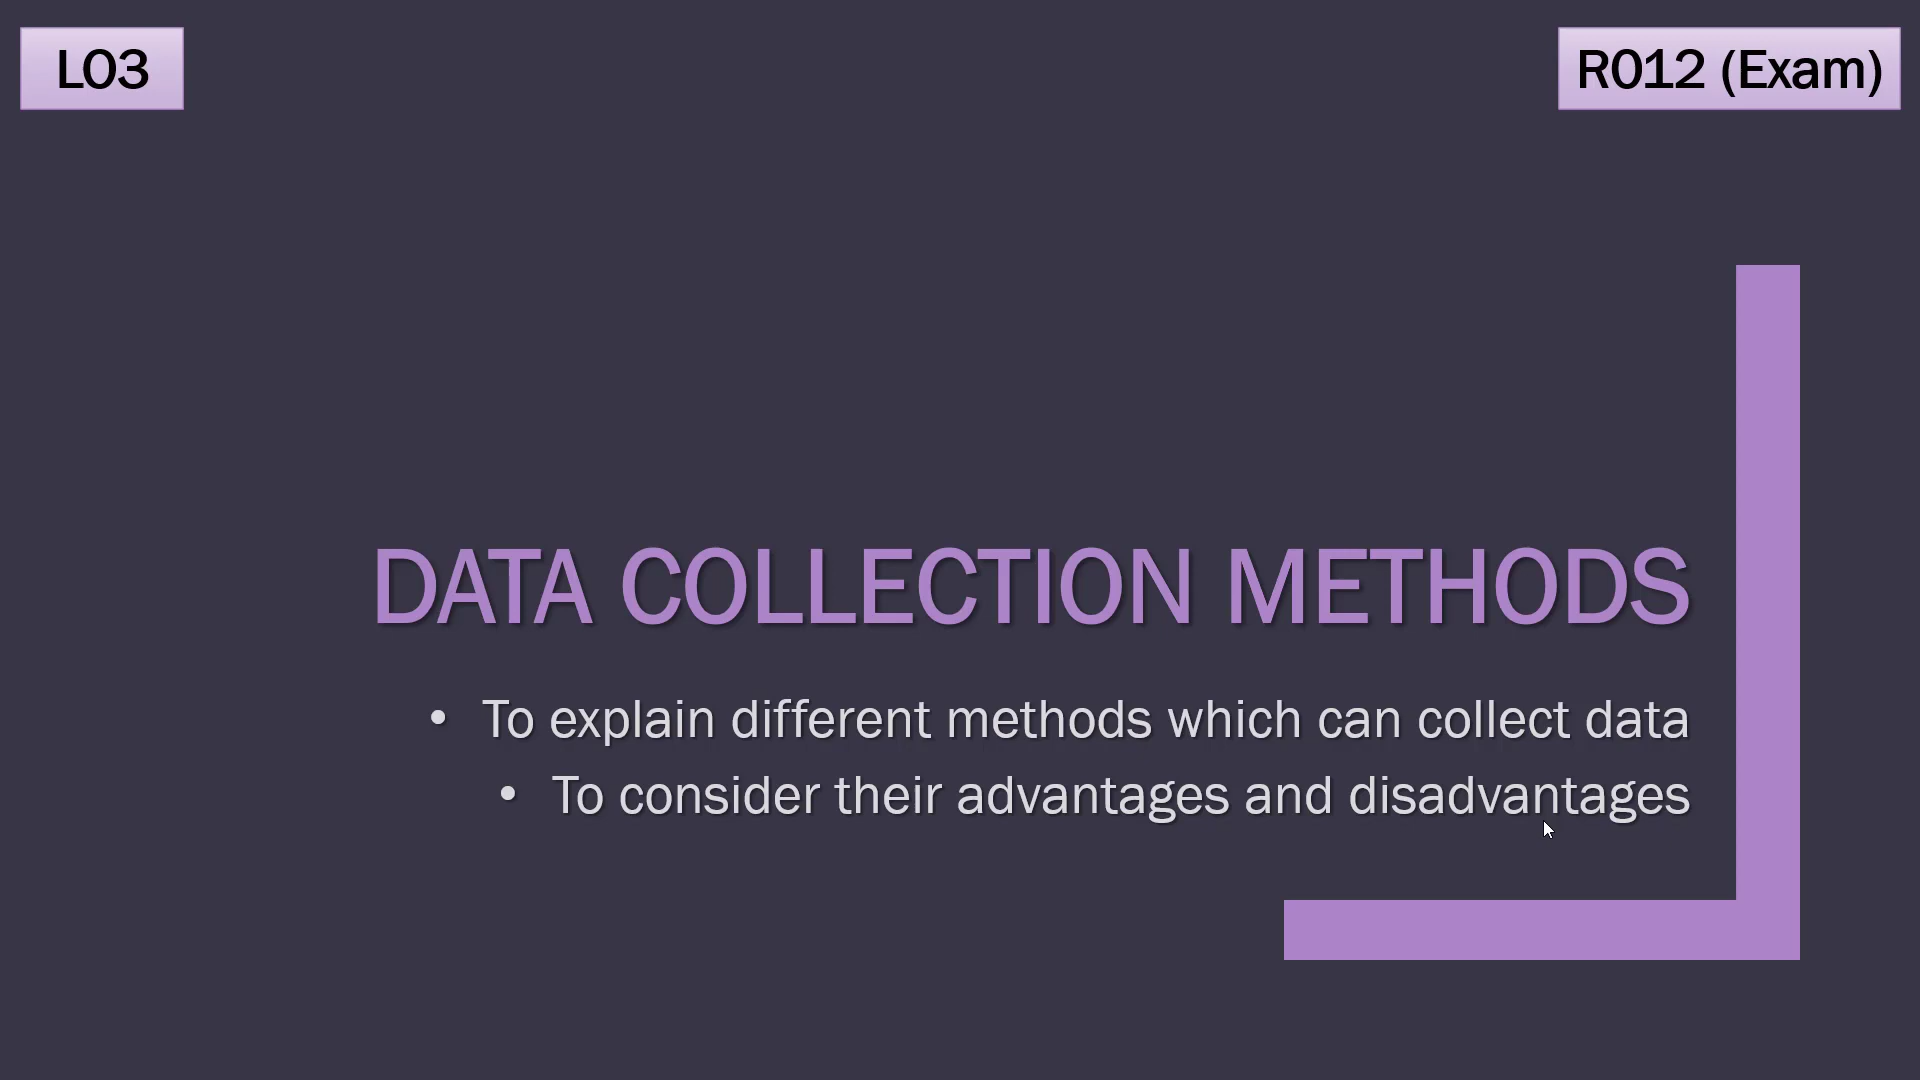 LO3
R012 (Exam)
DATA COLLECTION METHODS
• To explain different methods which can collect data
• To consider their advantages and disadvantages